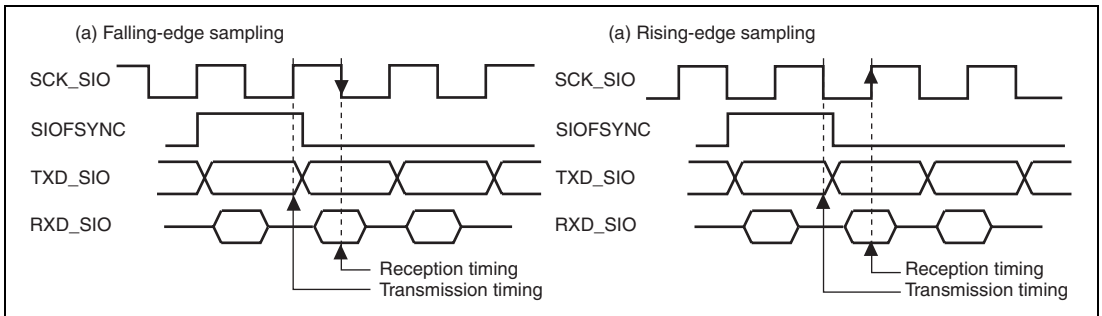 (a) Falling-edge sampling
SCK_SIO
SIOFSYNC
TXD_SIO
RXD_SIO
Reception timing
Transmission timing
(a) Rising-edge sampling
SCK_SIO
SIOFSYNC
TXD_SIO
RXD_SIO
Reception timing
Transmission timing